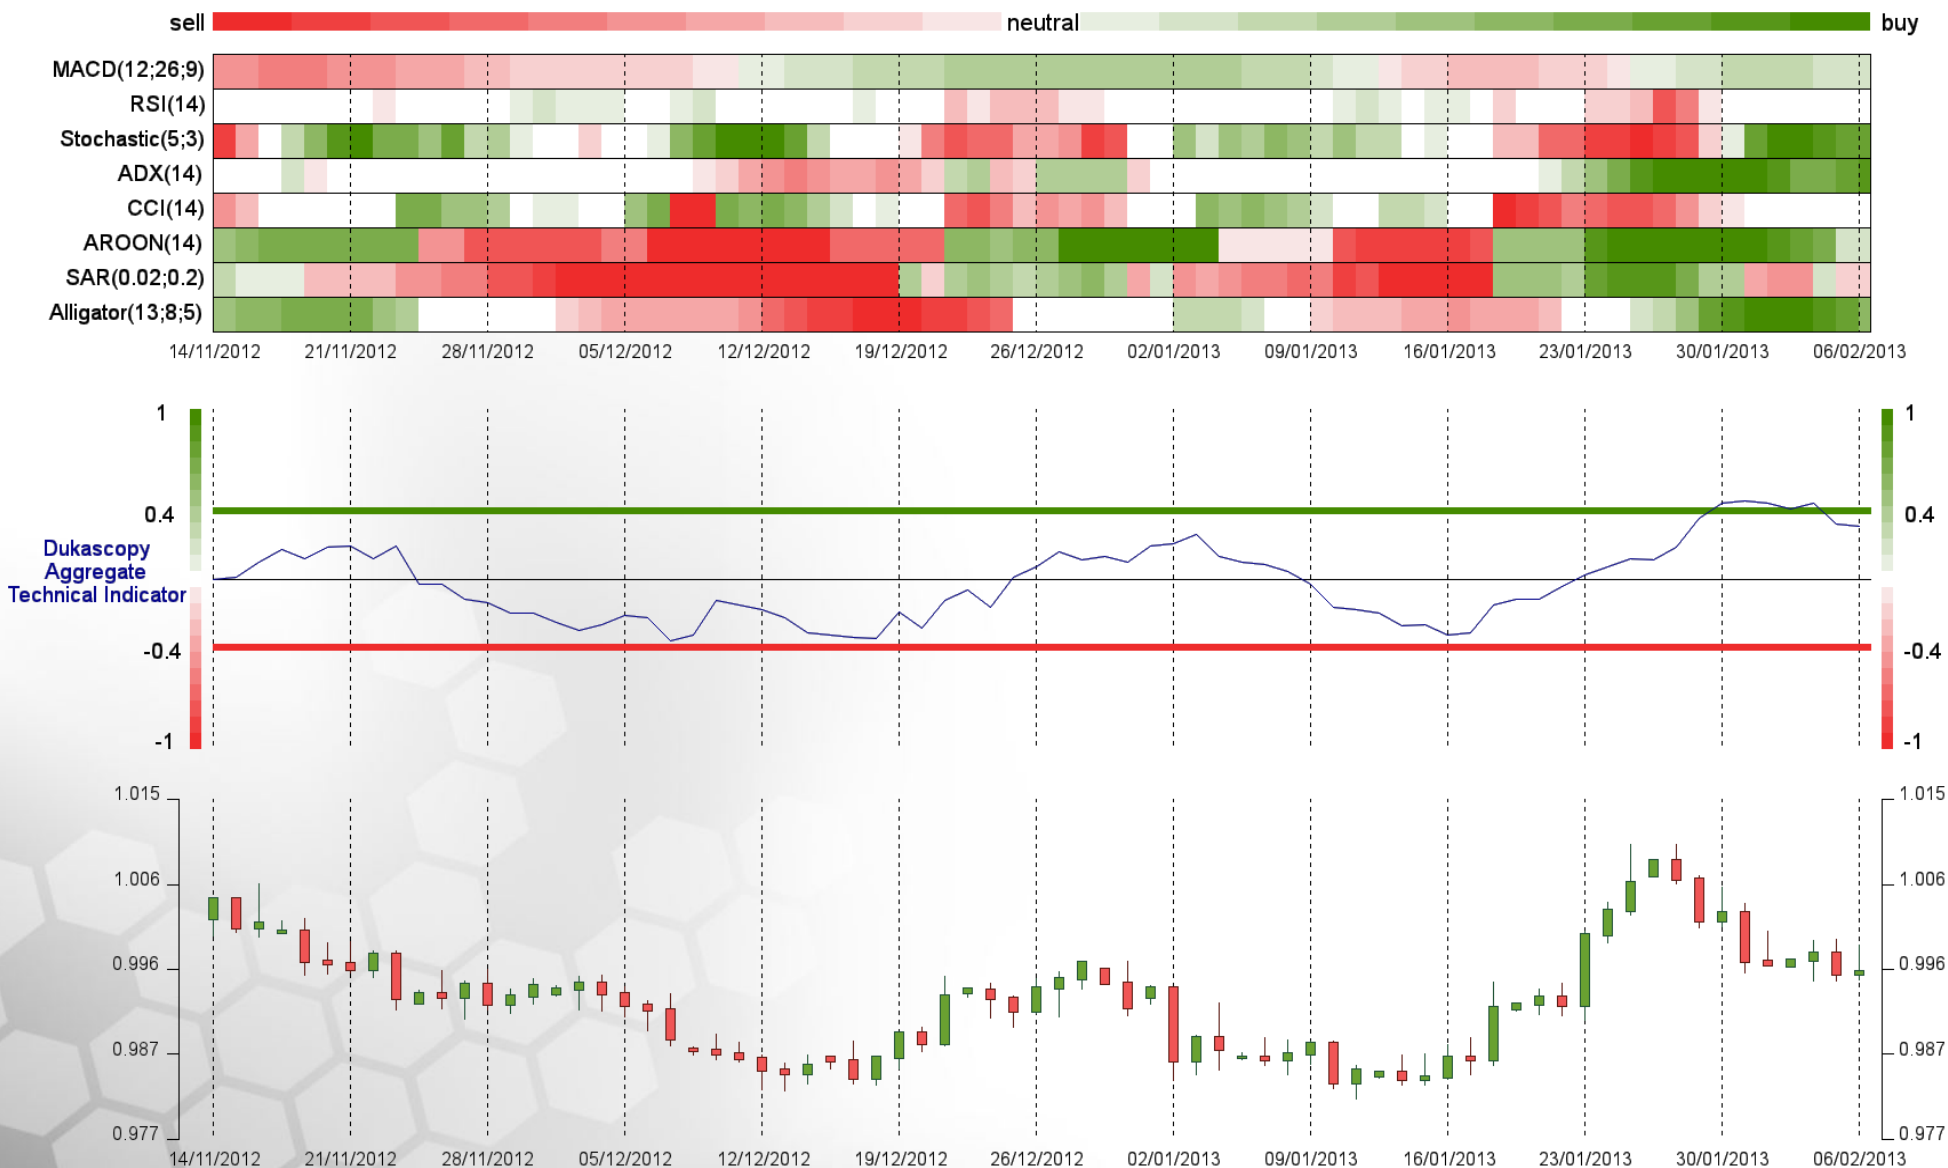 sell neutral buy
MACD(12;26;9)
RSI(14)
Stochastic(5;3)
ADX(14)
CCI(14)
AROON(14)
SAR(0.02;0.2)
Alligator(13;8;5)
14/11/2012 21/11/2012 28/11/2012 05/12/2012 12/12/2012 19/12/2012 26/12/2012 02/01/2013 09/01/2013 16/01/2013 23/01/2013 30/01/2013 06/02/2013
1 1
0.4 0.4
Dukascopy
Aggregate
Technical Indicator
-0.4 -0.4
-1 -1
1.015 1.015
1.006 1.006
0.996 0.996
0.987 0.987
0.977 0.977
14/11/2012 21/11/2012 28/11/2012 05/12/2012 12/12/2012 19/12/2012 26/12/2012 02/01/2013 09/01/2013 16/01/2013 23/01/2013 30/01/2013 06/02/2013